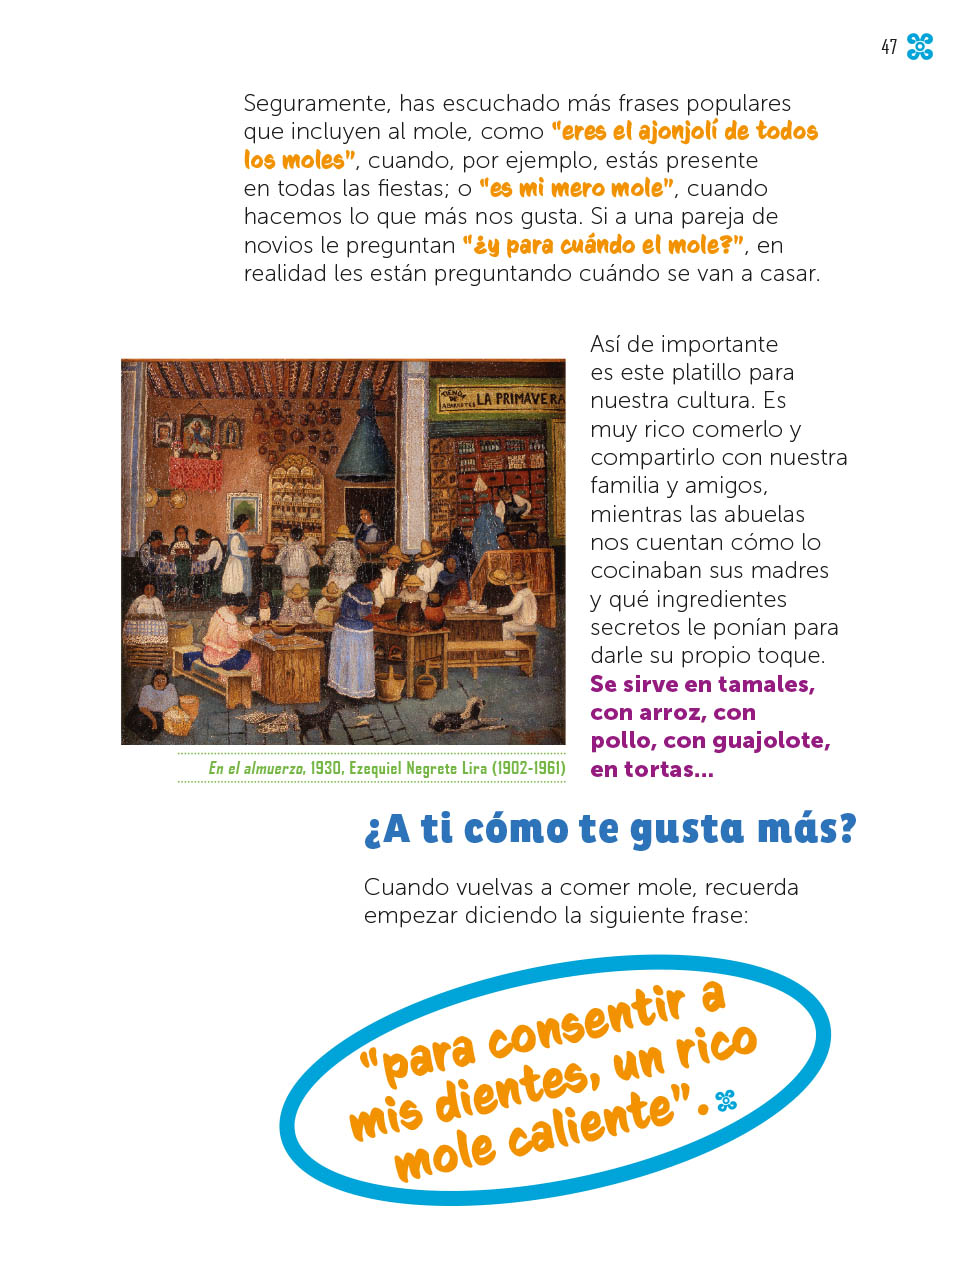 47
Seguramente, has escuchado más frases populares
que incluyen al mole, como “eres el ajonjolí de todos
los moles”, cuando, por ejemplo, estás presente
en todas las fiestas; o “es mi mero mole”, cuando
hacemos lo que más nos gusta. Si a una pareja de
novios le preguntan “¿y para cuándo el mole?”, en
realidad les están preguntando cuándo se van a casar.
Así de importante
es este platillo para
nuestra cultura. Es
muy rico comerlo y
compartirlo con nuestra
familia y amigos,
mientras las abuelas
nos cuentan cómo lo
cocinaban sus madres
y qué ingredientes
secretos le ponían para
darle su propio toque.
Se sirve en tamales,
con arroz, con
pollo, con guajolote,
en tortas...
LA PRIMAVERA
En el almuerzo, 1930, Ezequiel Negrete Lira (1902-1961)
¿A ti cómo te gusta más?
Cuando vuelvas a comer mole, recuerda
empezar diciendo la siguiente frase:
“para consentir a
mis dientes, un rico
mole caliente”.